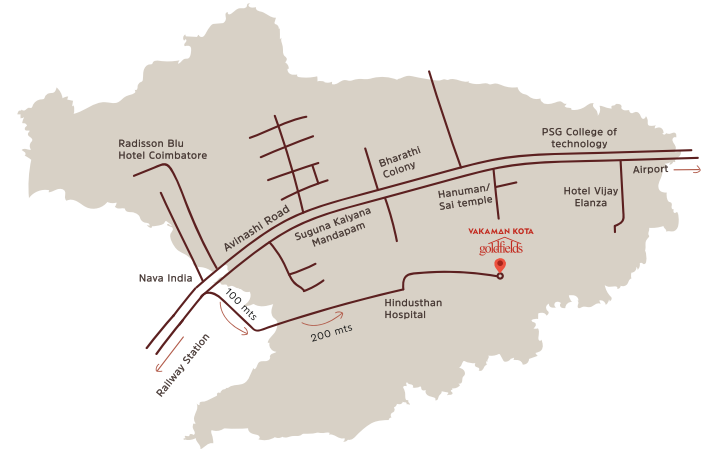 PSG College of
technology
Radisson Blu
Hotel Coimbatore
Bharathi
Colony
Airport
Hanuman/
Sai temple
Hotel Vijay
Elanza
Avinashi Road
Suguna Kalyana
Mandapam
VAKAMAN KOTA
goldfields
Nava India
100 mts
Hindusthan
Hospital
200 mts
Railway Station